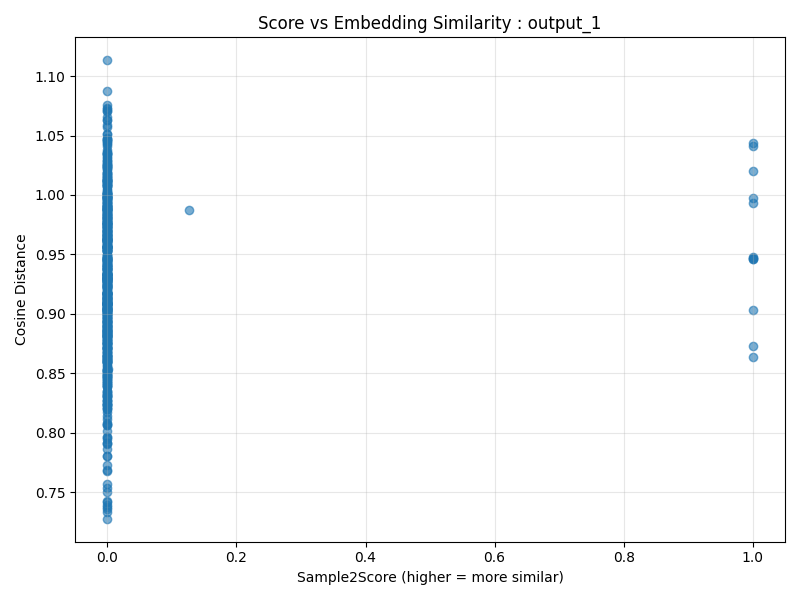 Score vs Embedding Similarity : output_1
Cosine Distance
1.10
1.05
1.00
0.95
0.90
0.85
0.80
0.75
0.0 0.2 0.4 0.6 0.8 1.0
Sample2Score (higher = more similar)